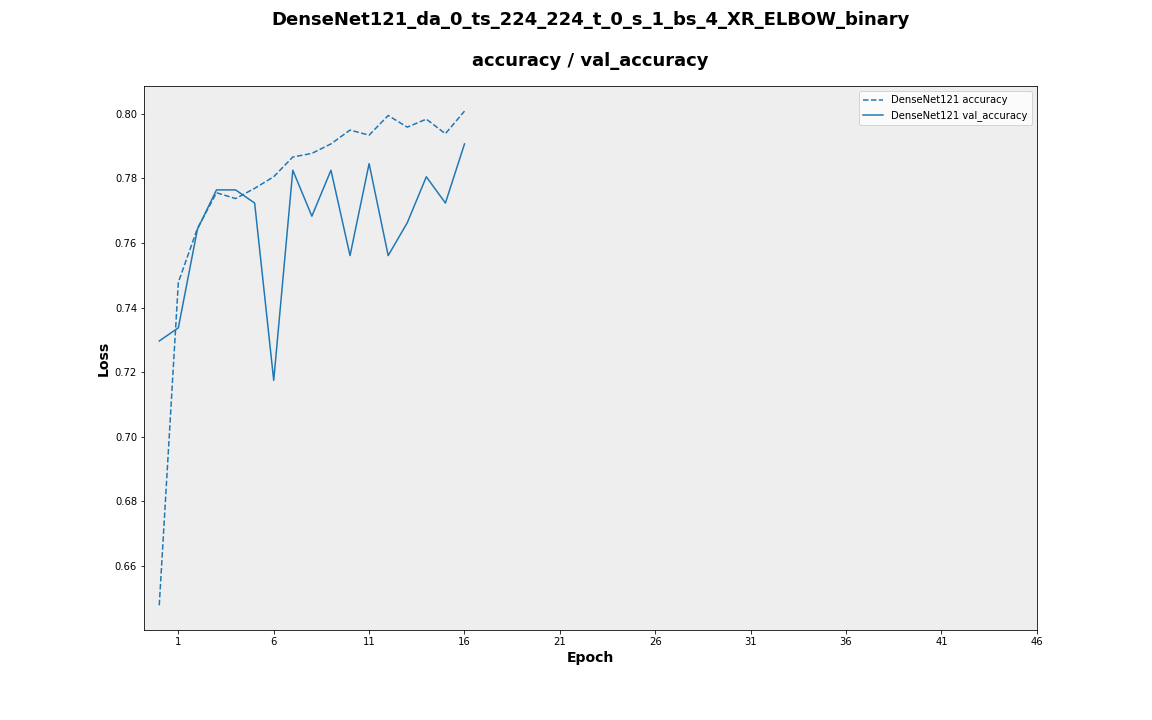 DenseNet121_da_0_ts_224_224_t_0_s_1_bs_4_XR_ELBOW_binary
accuracy / val_accuracy
DenseNet121 accuracy
DenseNet121 val_accuracy
0.80
0.78
0.76
0.74
0.72
0.70
0.68
0.66
Loss
1 6 11 16 21 26 31 36 41 46
Epoch